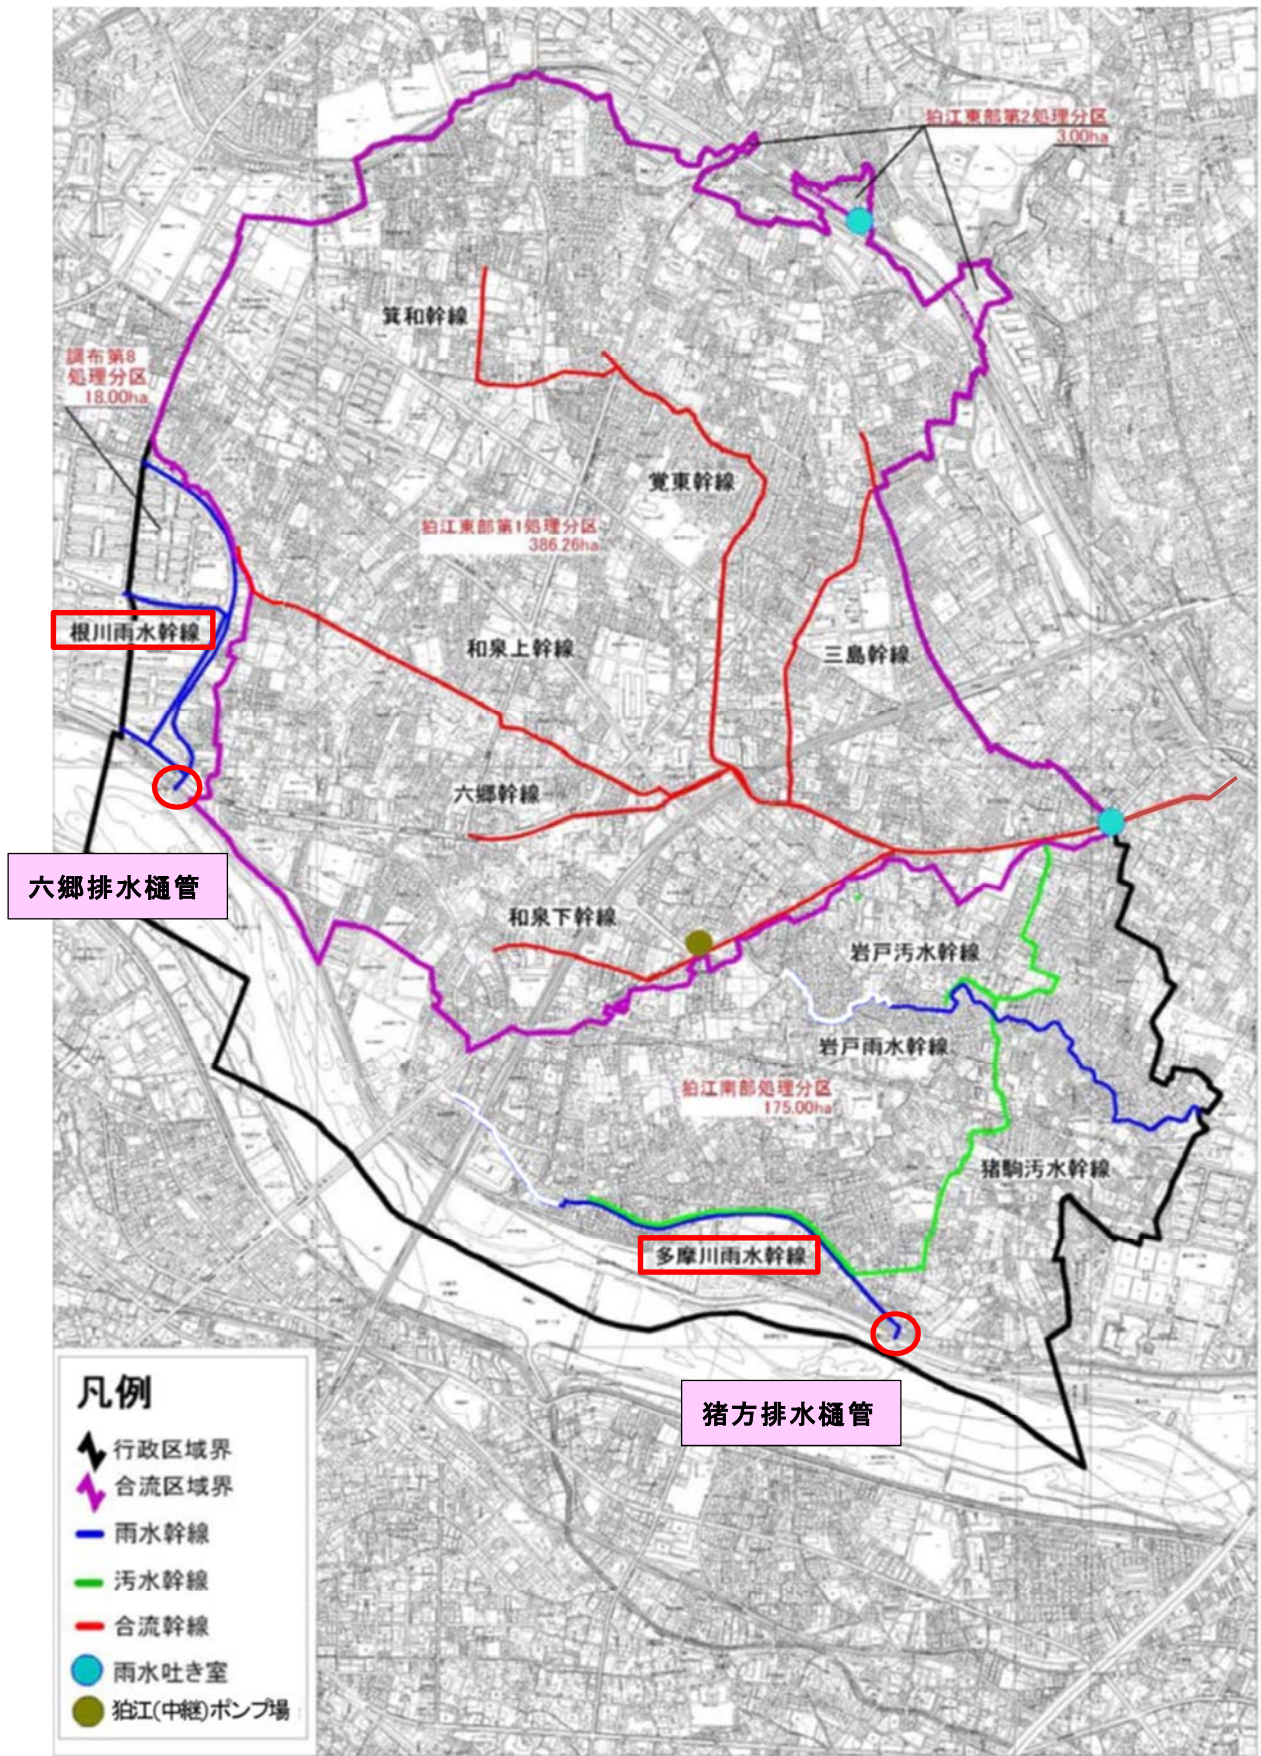 狛江東部第2処理分区
3.00ha
箕和幹線
調布第8
処理分区
18.00ha
覚東幹線
狛江東部第1処理分区
386.26ha
根川雨水幹線
和泉上幹線
三島幹線
六郷幹線
六郷排水樋管
和泉下幹線
岩戸汚水幹線
岩戸雨水幹線
狛江南部処理分区
175.00ha
猪駒汚水幹線
多摩川雨水幹線
猪方排水樋管
凡例
行政区域界
合流区域界
雨水幹線
汚水幹線
合流幹線
雨水吐き室
狛江(中継)ポンプ場